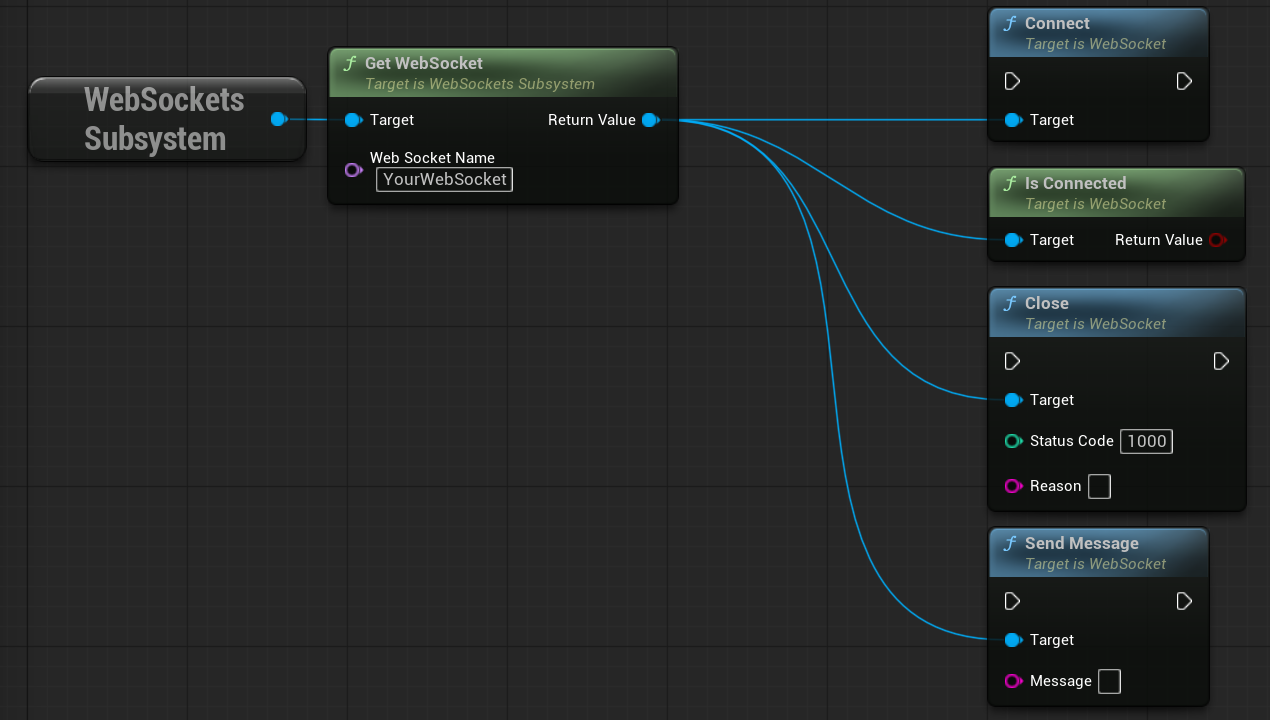 WebSockets
Subsystem
f Get WebSocket
Target is WebSockets Subsystem
Target
Return Value
Web Socket Name
YourWebSocket
f Connect
Target is WebSocket
Target
f Is Connected
Target is WebSocket
Target
Return Value
f Close
Target is WebSocket
Target
Status Code 1000
Reason
f Send Message
Target is WebSocket
Target
Message